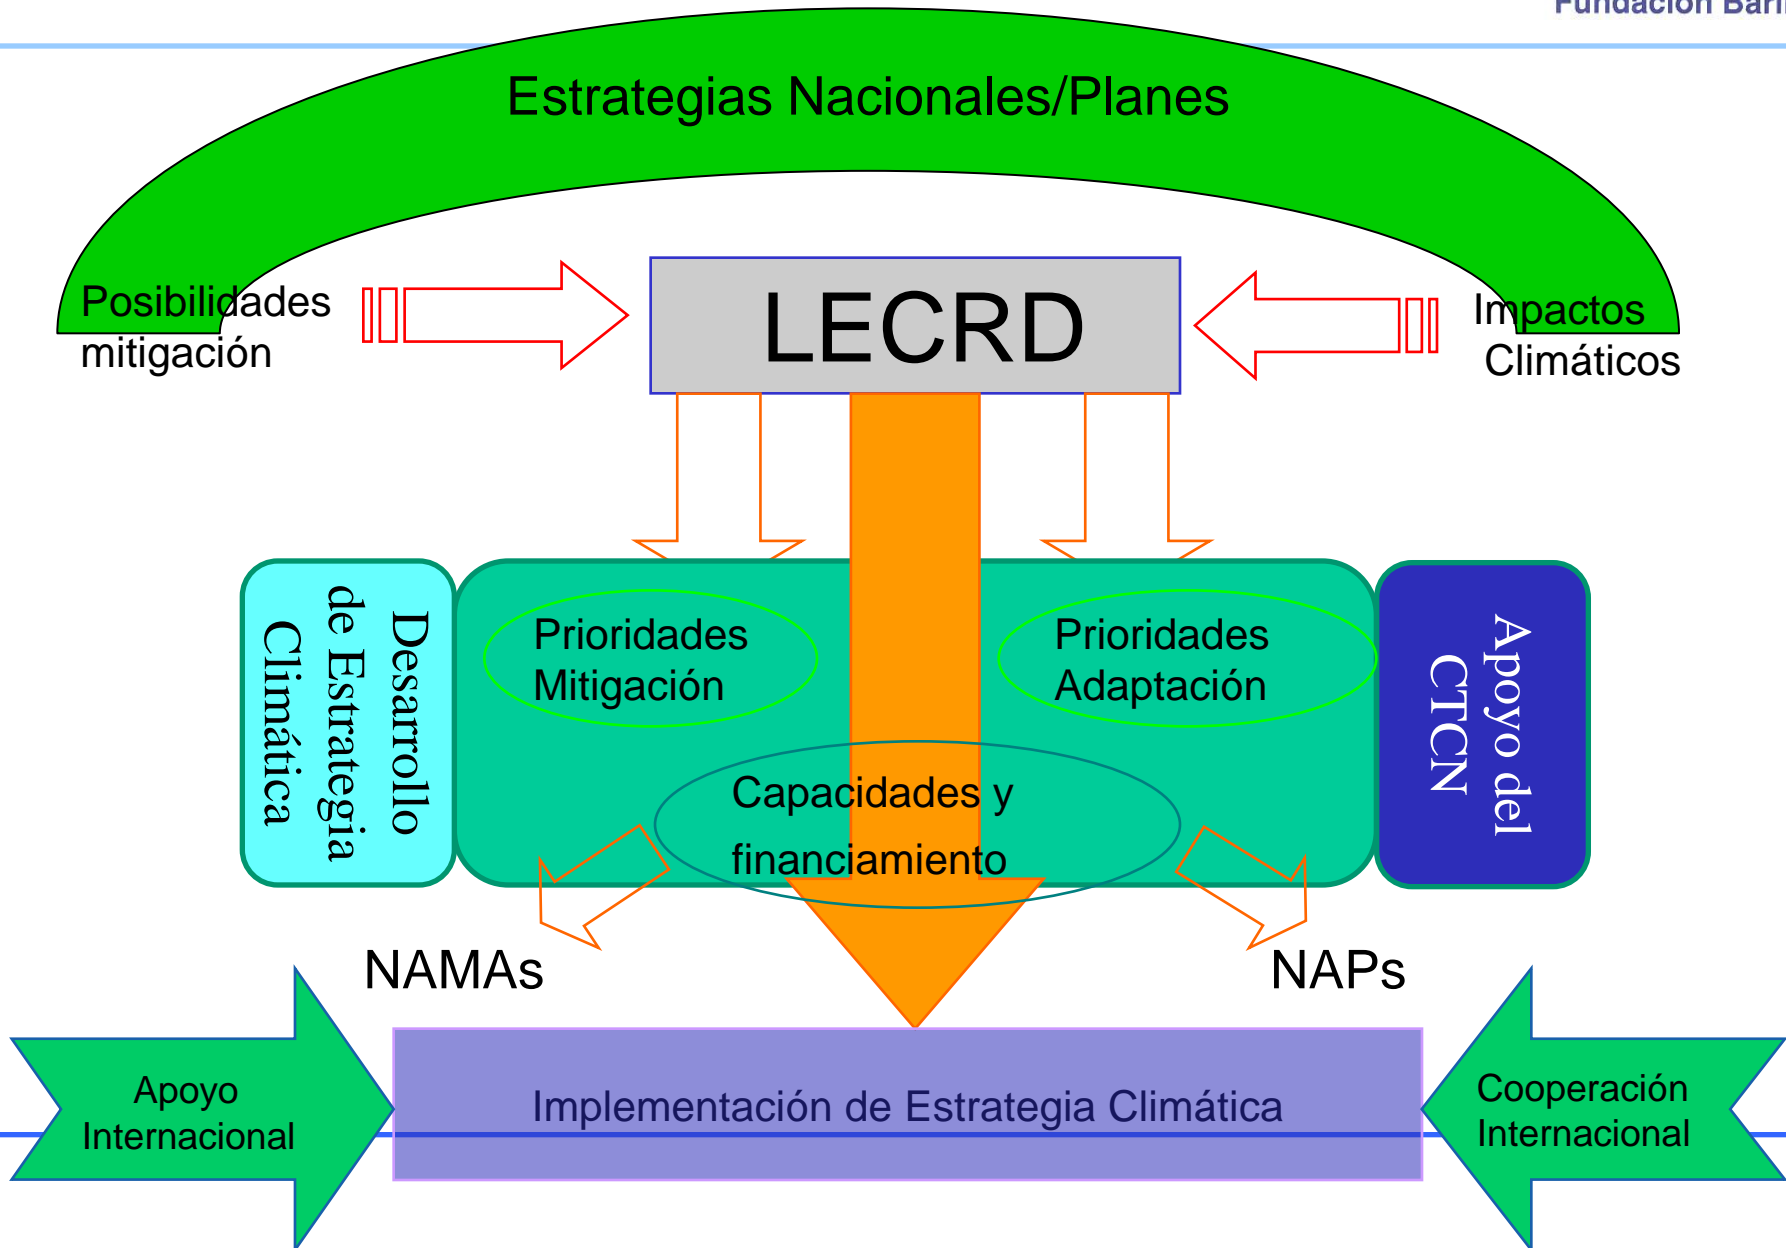 Fundación
Estrategias Nacionales/Planes
Posibilidades
mitigación
LECRD
Impactos
Climáticos
Desarrollo
de Estrategia
Climática
Prioridades
Mitigación
Prioridades
Adaptación
Apoyo del
CTCN
Capacidades y
financiamiento
NAMAs
NAPs
Apoyo
Internacional
Implementación de Estrategia Climática
Cooperación
Internacional